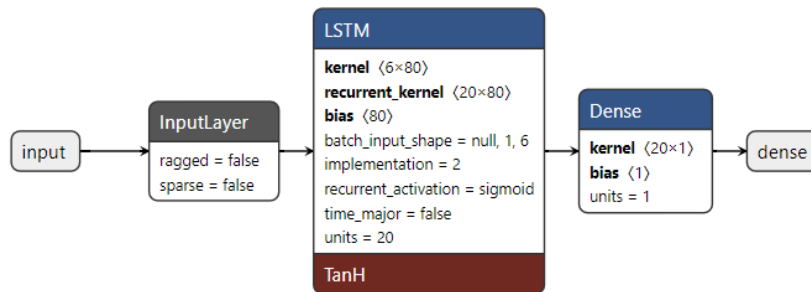 input
InputLayer
ragged = false
sparse = false
LSTM
kernel ⟨6×80⟩
recurrent_kernel ⟨20×80⟩
bias ⟨80⟩
batch_input_shape = null, 1, 6
implementation = 2
recurrent_activation = sigmoid
time_major = false
units = 20
TanH
Dense
kernel ⟨20×1⟩
bias ⟨1⟩
units = 1
dense